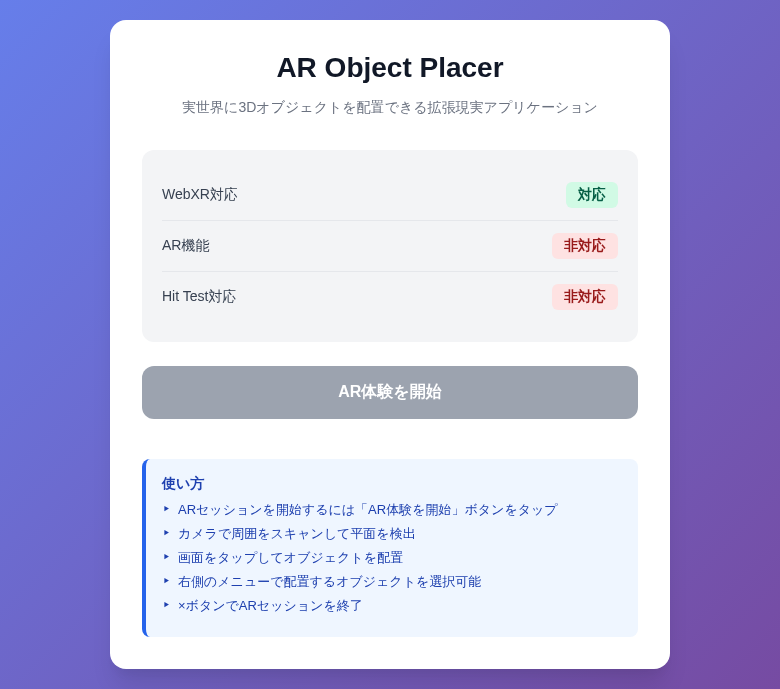 AR Object Placer
実世界に3Dオブジェクトを配置できる拡張現実アプリケーション
WebXR対応 対応
AR機能 非対応
Hit Test対応 非対応
AR体験を開始
使い方
‣ ARセッションを開始するには「AR体験を開始」ボタンをタップ
‣ カメラで周囲をスキャンして平面を検出
‣ 画面をタップしてオブジェクトを配置
‣ 右側のメニューで配置するオブジェクトを選択可能
‣ ×ボタンでARセッションを終了